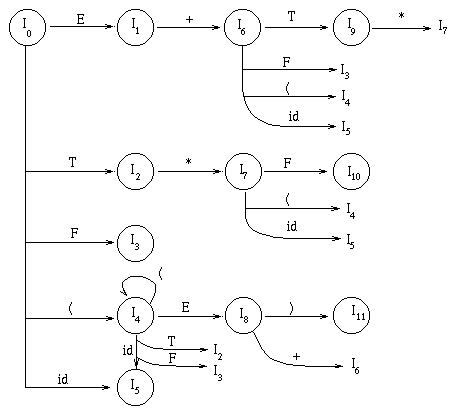 I0 E I1 + I6 T I9 * I7
F I3
( I4
id I5
T I2 * I7 F I10
( I4
id I5
F I3
(
( I4 E I8 ) I11
T I2
id F I3 + I6
id I5